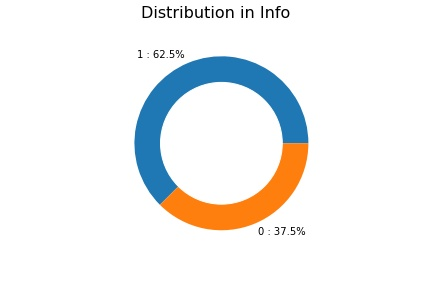 Distribution in Info
1 : 62.5%
0 : 37.5%